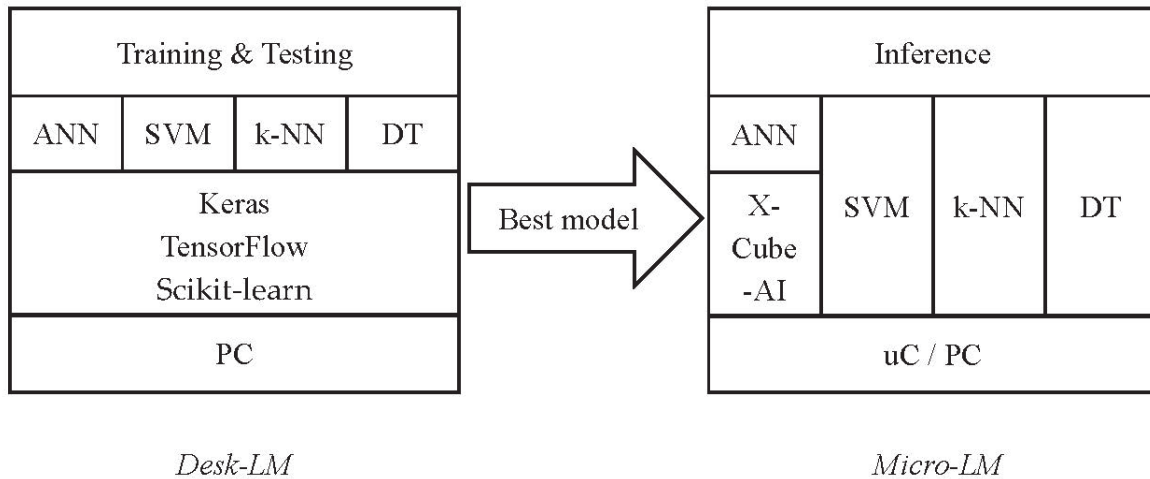 Training & Testing
ANN SVM k-NN DT
Keras
TensorFlow
Scikit-learn
PC
Desk-LM
Best model
Inference
ANN
X-
Cube
-AI
SVM k-NN DT
uC / PC
Micro-LM